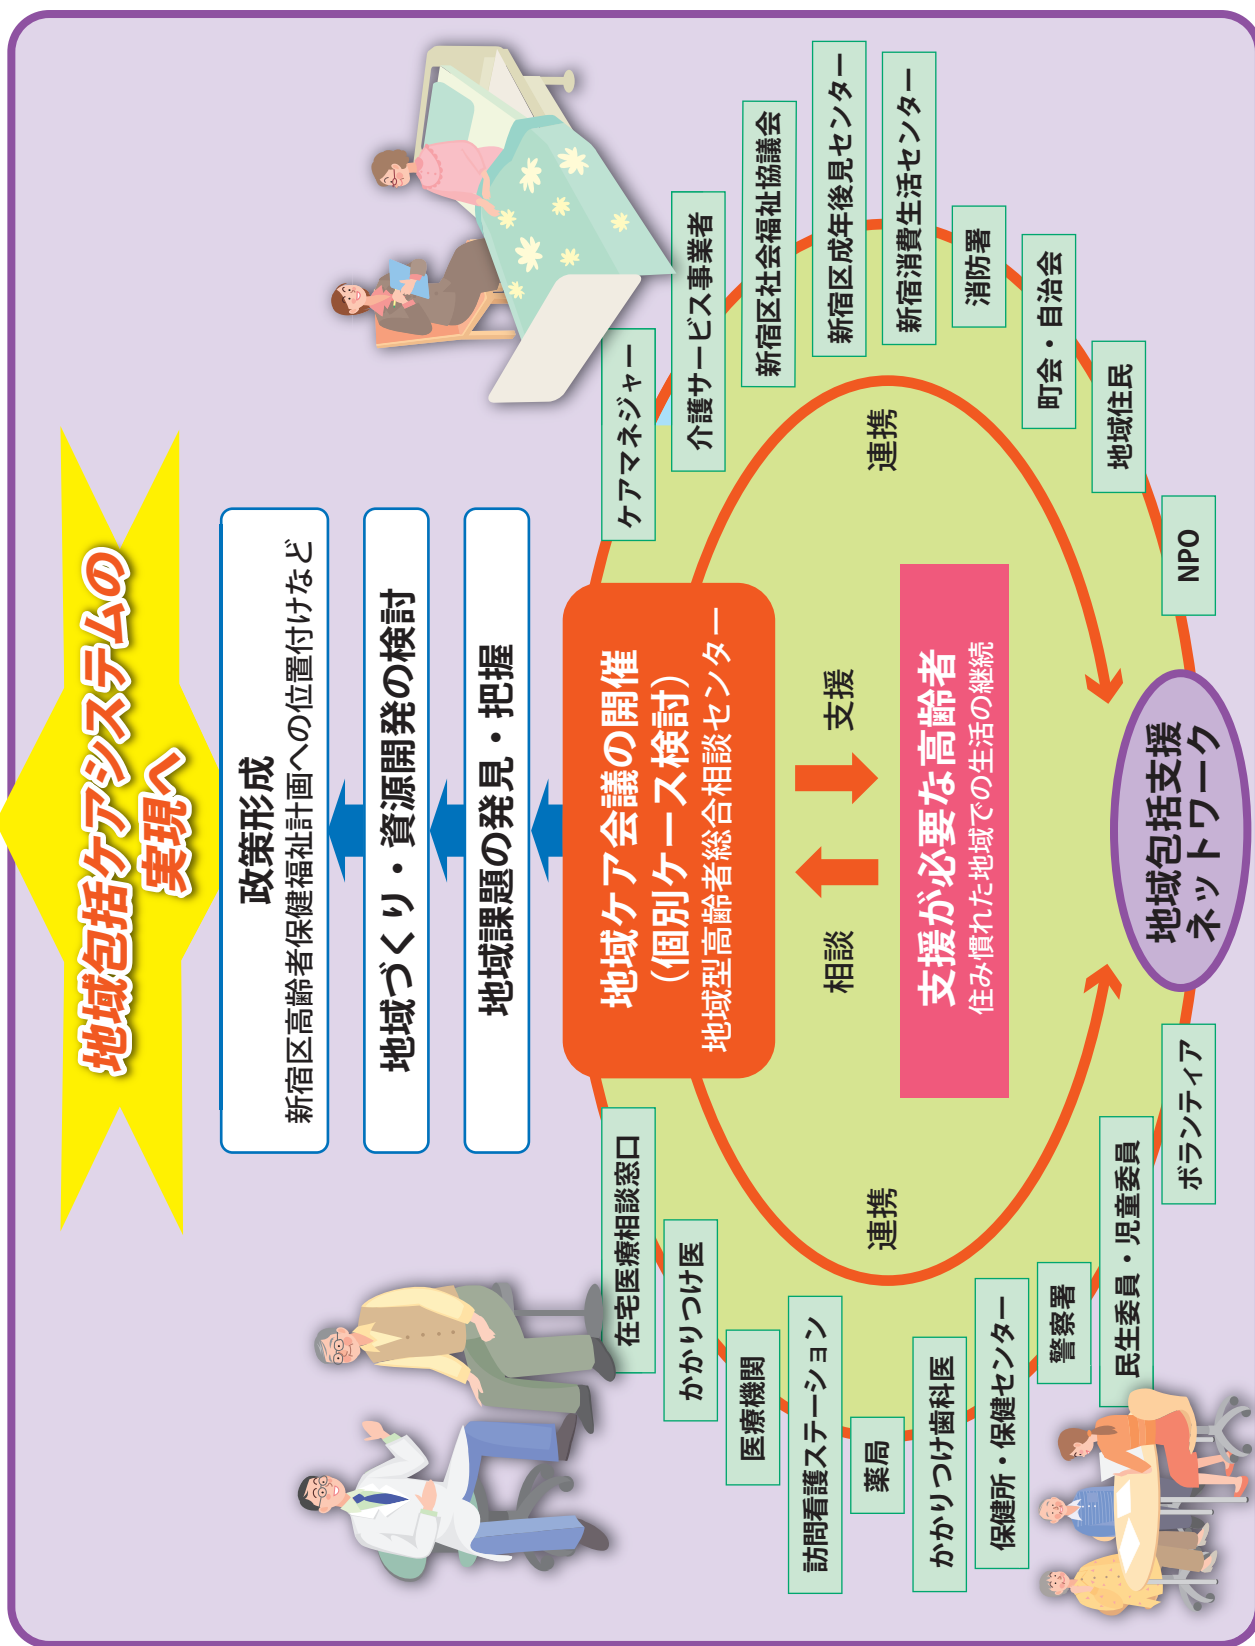 地域包括ケアシステムの
実現へ
政策形成
新宿区高齢者保健福祉計画への位置付けなど
地域づくり・資源開発の検討
地域課題の発見・把握
地域ケア会議の開催
（個別ケース検討）
地域型高齢者総合相談センター
相談
支援
支援が必要な高齢者
住み慣れた地域での生活の継続
連携
連携
在宅医療相談窓口
かかりつけ医
医療機関
訪問看護ステーション
薬局
かかりつけ歯科医
保健所・保健センター
警察署
民生委員・児童委員
ボランティア
ケアマネジャー
介護サービス事業者
新宿区社会福祉協議会
新宿区成年後見センター
新宿消費生活センター
消防署
町会・自治会
地域住民
NPO
地域包括支援
ネットワーク